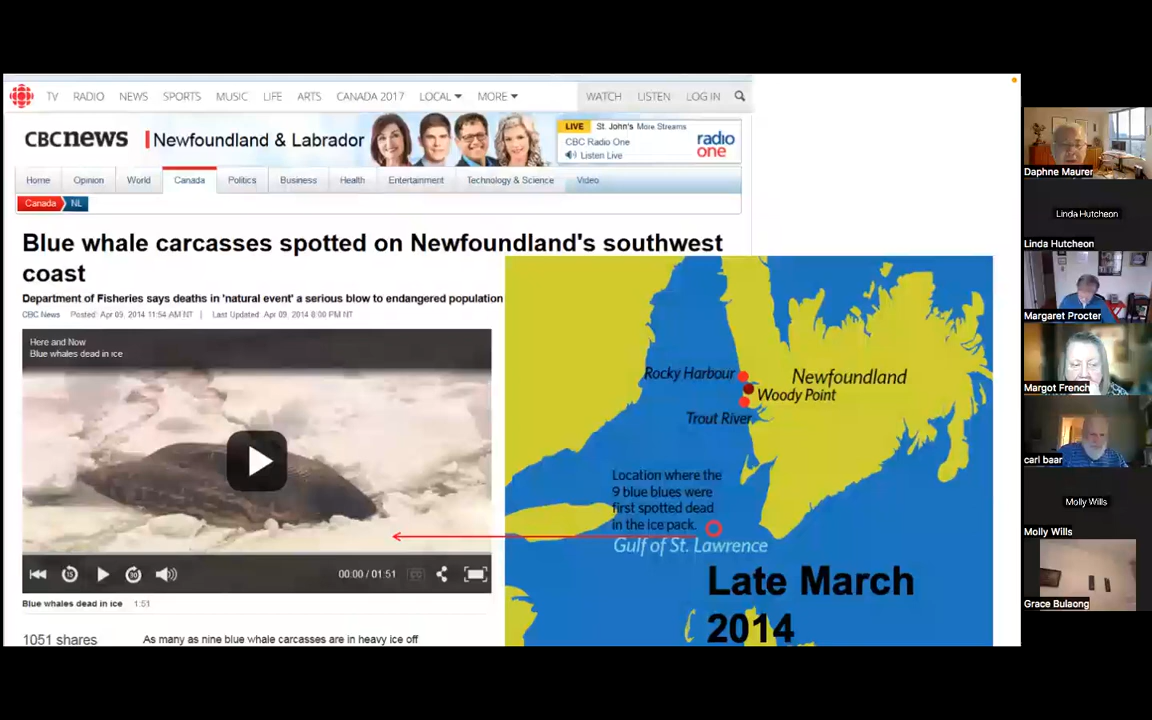 TV RADIO NEWS SPORTS MUSIC LIFE ARTS CANADA 2017 LOCAL MORE WATCH LISTEN LOG IN
CBCnews Newfoundland & Labrador
LIVE St. John's More Streams
CBC Radio One
Listen Live
radio
one
Home Opinion World Canada Politics Business Health Entertainment Technology & Science Video
Canada NL
Blue whale carcasses spotted on Newfoundland's southwest
coast
Department of Fisheries says deaths in 'natural event' a serious blow to endangered population
CBC News Posted: Apr 09, 2014 11:54 AM NT | Last Updated: Apr 09, 2014 8:00 PM NT
Here and Now
Blue whales dead in ice
15
30
00:00 / 01:51
CC
Blue whales dead in ice 1:51
1051 shares
As many as nine blue whale carcasses are in heavy ice off
Rocky Harbour
Newfoundland
Woody Point
Trout River
Location where the
9 blue blues were
first spotted dead
in the ice pack.
Gulf of St. Lawrence
Late March
2014
Daphne Maurer
Linda Hutcheon
Linda Hutcheon
Margaret Procter
Margot French
carl baar
Molly Wills
Molly Wills
Grace Bulaong